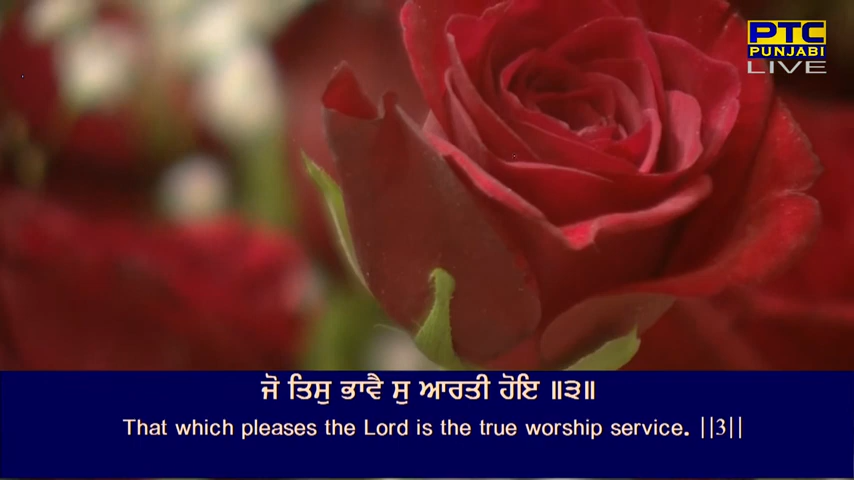 PTC
PUNJABI
LIVE
ਜੋ ਤਿਸੁ ਭਾਵੈ ਸੁ ਆਰਤੀ ਹੋਇ ॥੩॥
That which pleases the Lord is the true worship service. ||3||